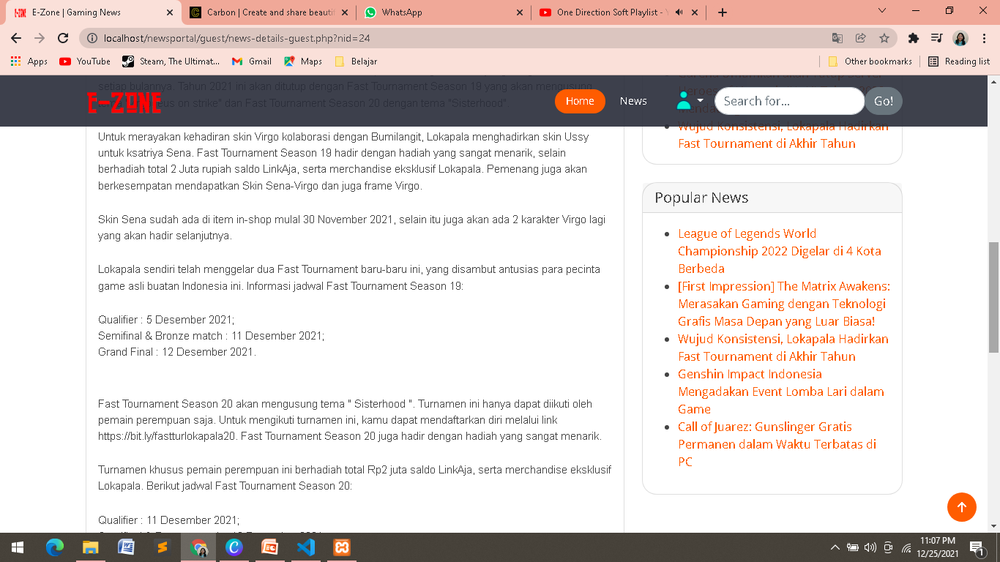 E-Zone | Gaming News
Carbon | Create and share beautif
WhatsApp
One Direction Soft Playlist - Y
localhost/newsportal/guest/news-details-guest.php?nid=24
Apps
YouTube
Steam, The Ultimat...
Gmail
Maps
Belajar
Other bookmarks
Reading list
setiap bulannya. Tahun 2021 ini akan ditutup dengan Fast Tournament Season 19 yang akan mengusung
on strike" dan Fast Tournament Season 20 dengan tema "Sisterhood".
E-ZONE
Home
News
Search for...
Go!
Untuk merayakan kehadiran skin Virgo kolaborasi dengan Bumilangit, Lokapala menghadirkan skin Ussy
untuk ksatriya Sena. Fast Tournament Season 19 hadir dengan hadiah yang sangat menarik, selain
berhadiah total 2 Juta rupiah saldo LinkAja, serta merchandise eksklusif Lokapala. Pemenang juga akan
berkesempatan mendapatkan Skin Sena-Virgo dan juga frame Virgo.
Skin Sena sudah ada di item in-shop mulal 30 November 2021, selain itu juga akan ada 2 karakter Virgo lagi
yang akan hadir selanjutnya.
Lokapala sendiri telah menggelar dua Fast Tournament baru-baru ini, yang disambut antusias para pecinta
game asli buatan Indonesia ini. Informasi jadwal Fast Tournament Season 19:
Qualifier : 5 Desember 2021;
Semifinal & Bronze match : 11 Desember 2021;
Grand Final : 12 Desember 2021.
Fast Tournament Season 20 akan mengusung tema " Sisterhood ". Turnamen ini hanya dapat diikuti oleh
pemain perempuan saja. Untuk mengikuti turnamen ini, kamu dapat mendaftarkan diri melalui link
https://bit.ly/fastturlokapala20. Fast Tournament Season 20 juga hadir dengan hadiah yang sangat menarik.
Turnamen khusus pemain perempuan ini berhadiah total Rp2 juta saldo LinkAja, serta merchandise eksklusif
Lokapala. Berikut jadwal Fast Tournament Season 20:
Qualifier : 11 Desember 2021;
Wujud Konsistensi, Lokapala Hadirkan
Fast Tournament di Akhir Tahun
Popular News
League of Legends World
Championship 2022 Digelar di 4 Kota
Berbeda
[First Impression] The Matrix Awakens:
Merasakan Gaming dengan Teknologi
Grafis Masa Depan yang Luar Biasa!
Wujud Konsistensi, Lokapala Hadirkan
Fast Tournament di Akhir Tahun
Genshin Impact Indonesia
Mengadakan Event Lomba Lari dalam
Game
Call of Juarez: Gunslinger Gratis
Permanen dalam Waktu Terbatas di
PC
11:07 PM
12/25/2021
1